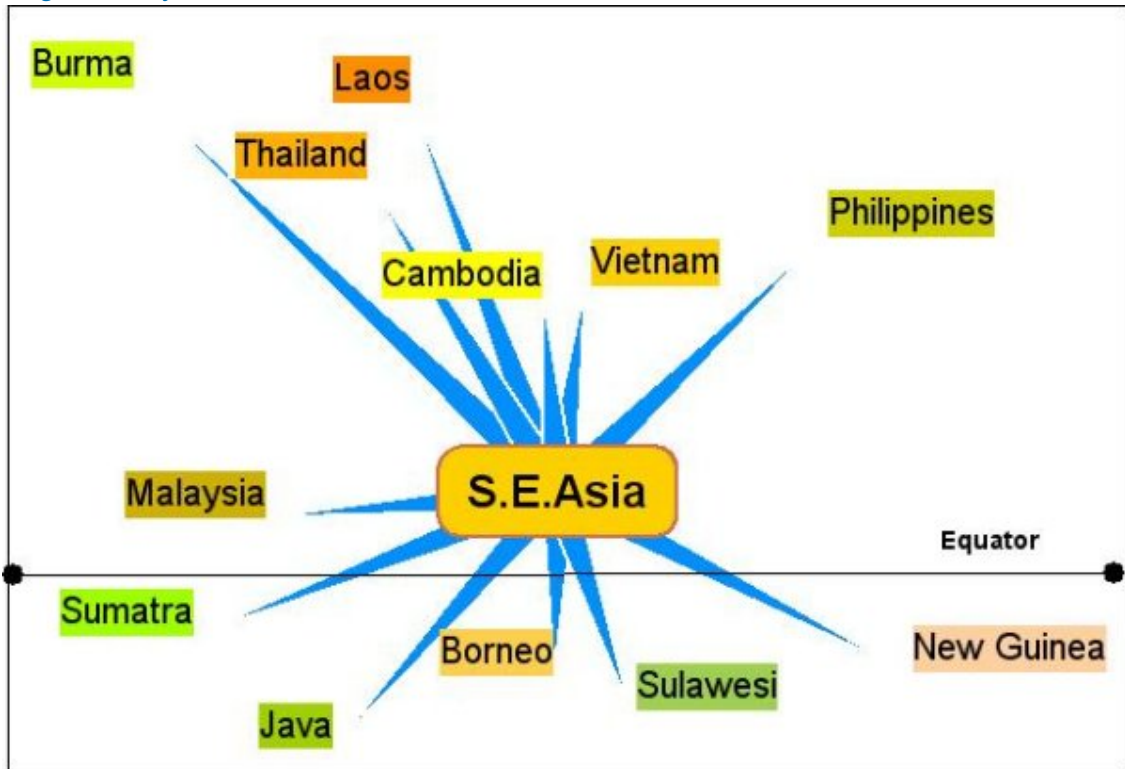 Burma
Laos
Thailand
Philippines
Cambodia
Vietnam
Malaysia
S.E.Asia
Equator
Sumatra
Borneo
New Guinea
Sulawesi
Java